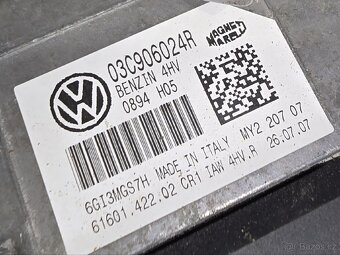 03C906024R
BENZIN 4HV
0894 H05
MAGNETI
MARELLI
6GI3MGS7H MADE IN ITALY MY2 207 07
61601.422.02 CR1 IAW 4HV.R 26.07.07